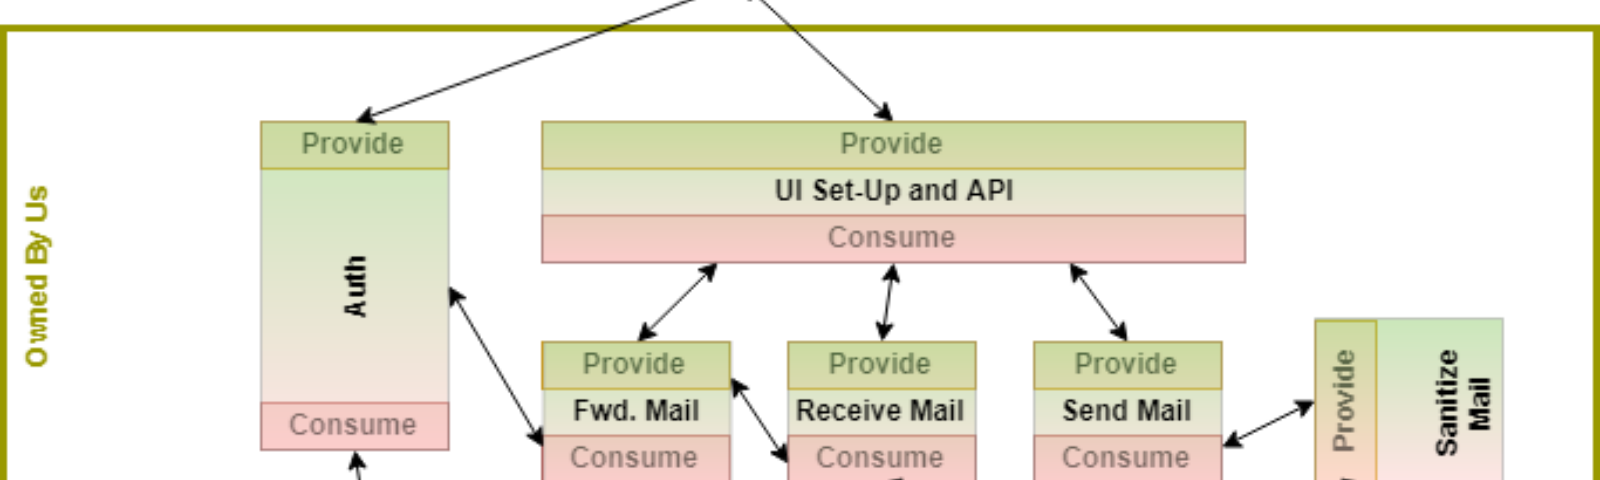 Owned By Us
Provide
Auth
Consume
Provide
UI Set-Up and API
Consume
Provide
Fwd. Mail
Consume
Provide
Receive Mail
Consume
Provide
Send Mail
Consume
Provide
Sanitize
Mail